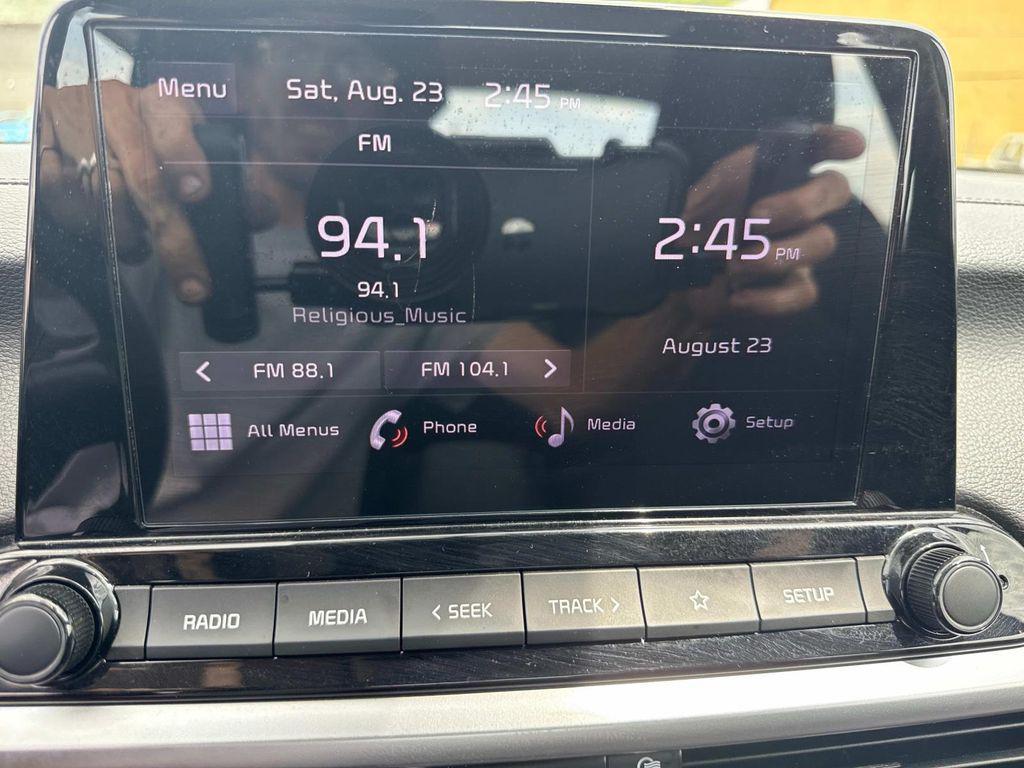 Menu Sat, Aug. 23 2:45 PM
FM
94.1
94.1
Religious_Music
2:45 PM
August 23
< FM 88.1 FM 104.1 >
All Menus Phone Media Setup
RADIO MEDIA < SEEK TRACK > ☆ SETUP